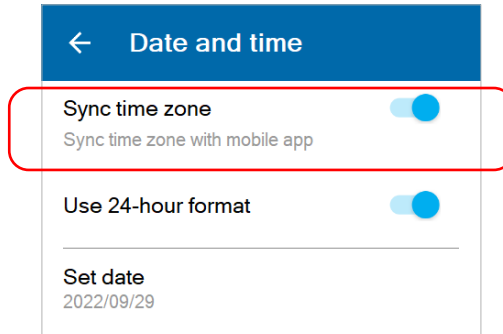 Date and time
Sync time zone
Sync time zone with mobile app
Use 24-hour format
Set date
2022/09/29